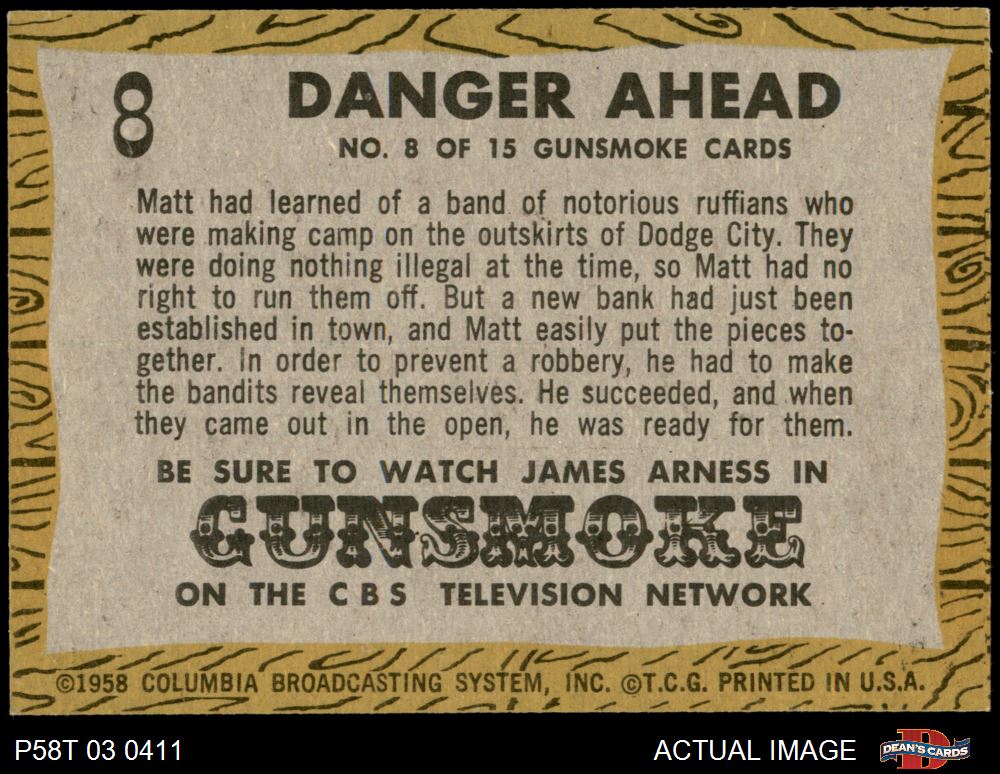 8
DANGER AHEAD
NO. 8 OF 15 GUNSMOKE CARDS
Matt had learned of a band of notorious ruffians who
were making camp on the outskirts of Dodge City. They
were doing nothing illegal at the time, so Matt had no
right to run them off. But a new bank had just been
established in town, and Matt easily put the pieces to-
gether. In order to prevent a robbery, he had to make
the bandits reveal themselves. He succeeded, and when
they came out in the open, he was ready for them.
BE SURE TO WATCH JAMES ARNESS IN
GUNSMOKE
ON THE CBS TELEVISION NETWORK
©1958 COLUMBIA BROADCASTING SYSTEM, INC. ©T.C.G. PRINTED IN U.S.A.
P58T 03 0411
ACTUAL IMAGE
D
DEAN'S CARDS